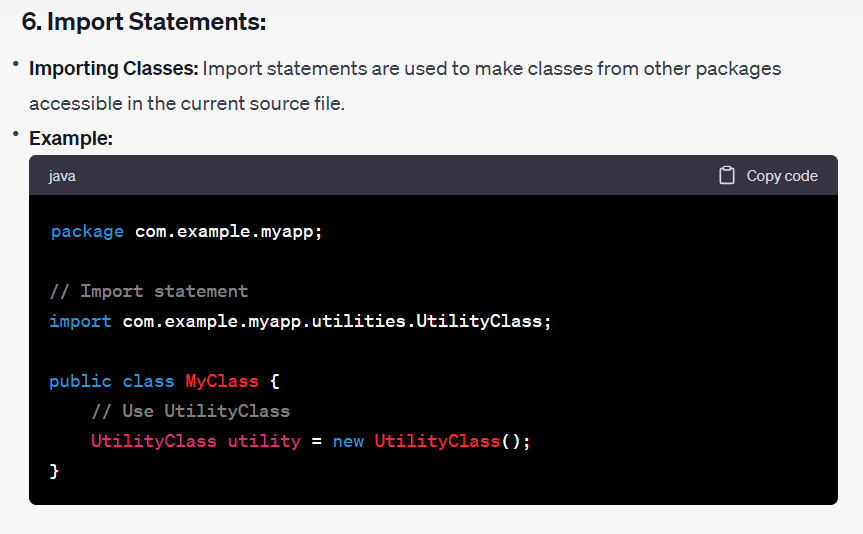 6. Import Statements:
• Importing Classes: Import statements are used to make classes from other packages
accessible in the current source file.
• Example:
java Copy code
package com.example.myapp;
// Import statement
import com.example.myapp.utilities.UtilityClass;
public class MyClass {
    // Use UtilityClass
    UtilityClass utility = new UtilityClass();
}